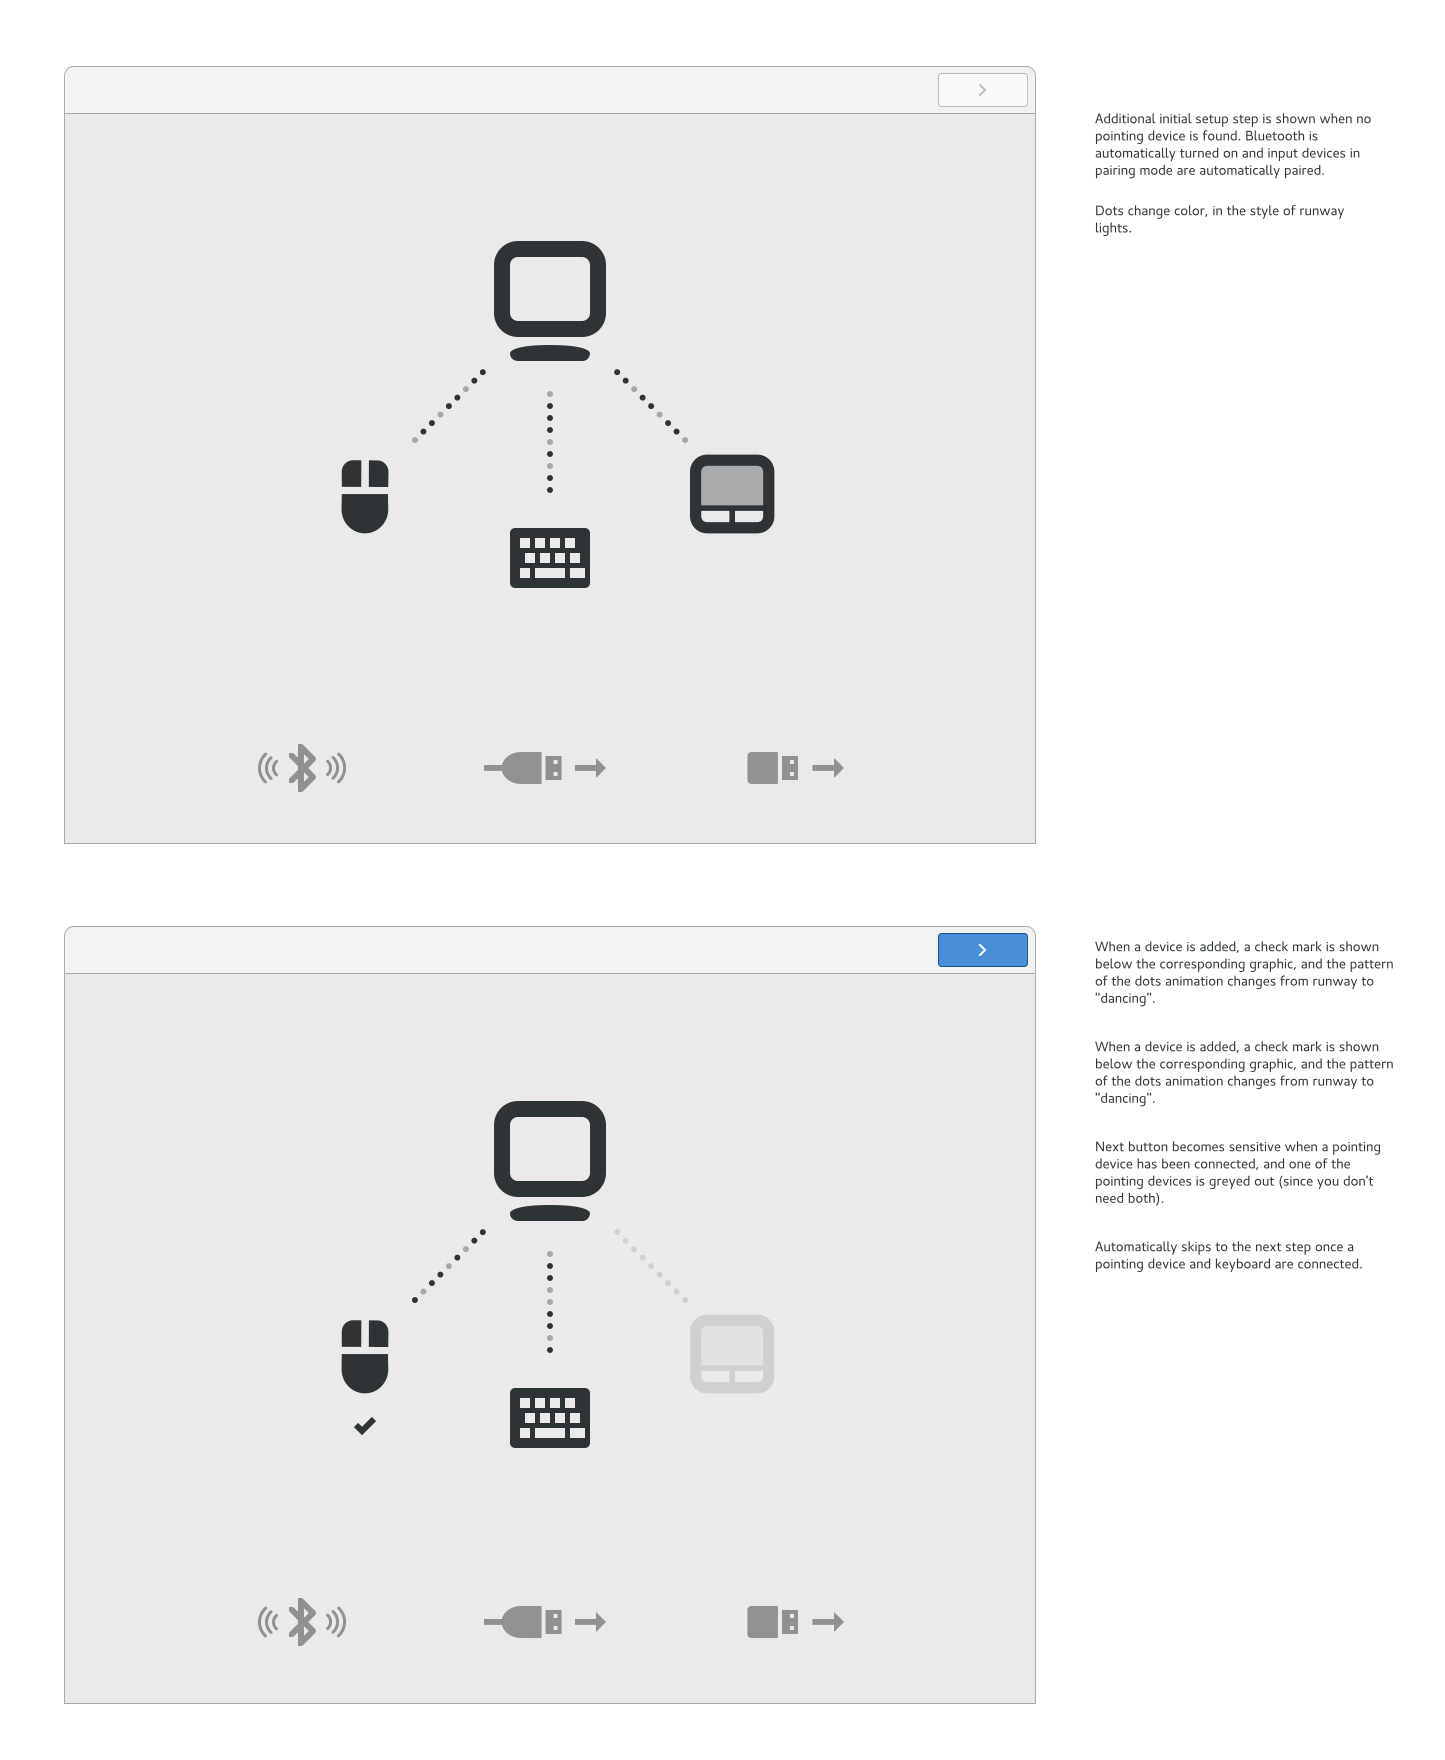 Additional initial setup step is shown when no
pointing device is found. Bluetooth is
automatically turned on and input devices in
pairing mode are automatically paired.
Dots change color, in the style of runway
lights.
When a device is added, a check mark is shown
below the corresponding graphic, and the pattern
of the dots animation changes from runway to
"dancing".
When a device is added, a check mark is shown
below the corresponding graphic, and the pattern
of the dots animation changes from runway to
"dancing".
Next button becomes sensitive when a pointing
device has been connected, and one of the
pointing devices is greyed out (since you don't
need both).
Automatically skips to the next step once a
pointing device and keyboard are connected.